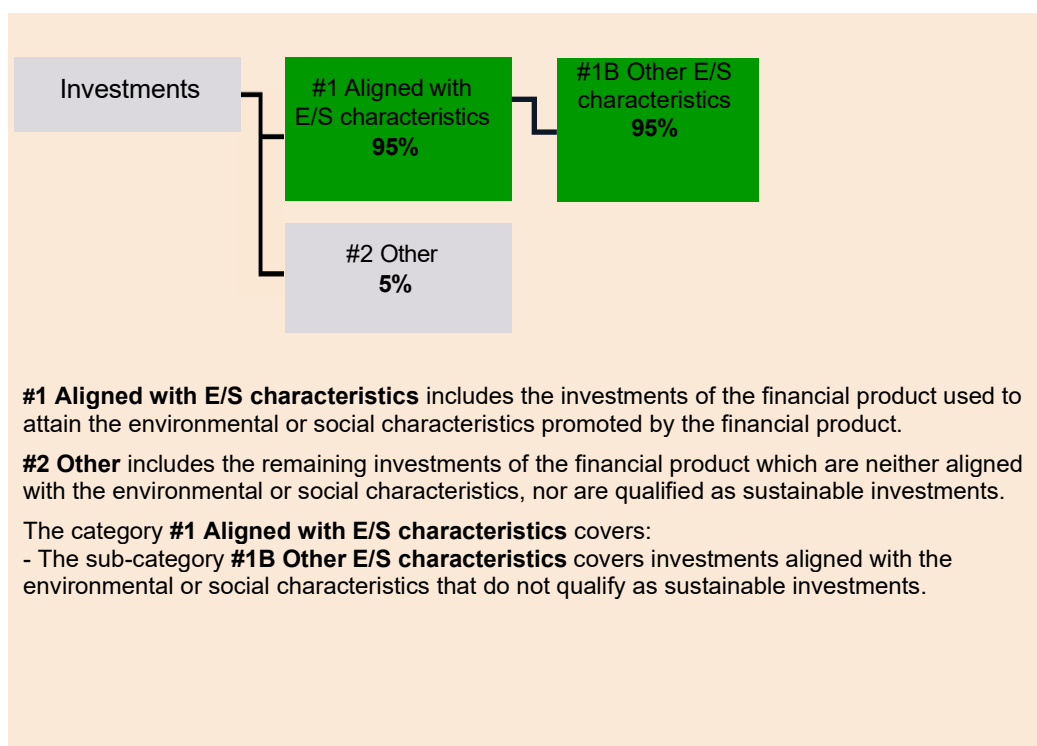 Investments
#1 Aligned with
E/S characteristics
95%
#1B Other E/S
characteristics
95%
#2 Other
5%
#1 Aligned with E/S characteristics includes the investments of the financial product used to
attain the environmental or social characteristics promoted by the financial product.
#2 Other includes the remaining investments of the financial product which are neither aligned
with the environmental or social characteristics, nor are qualified as sustainable investments.
The category #1 Aligned with E/S characteristics covers:
- The sub-category #1B Other E/S characteristics covers investments aligned with the
environmental or social characteristics that do not qualify as sustainable investments.